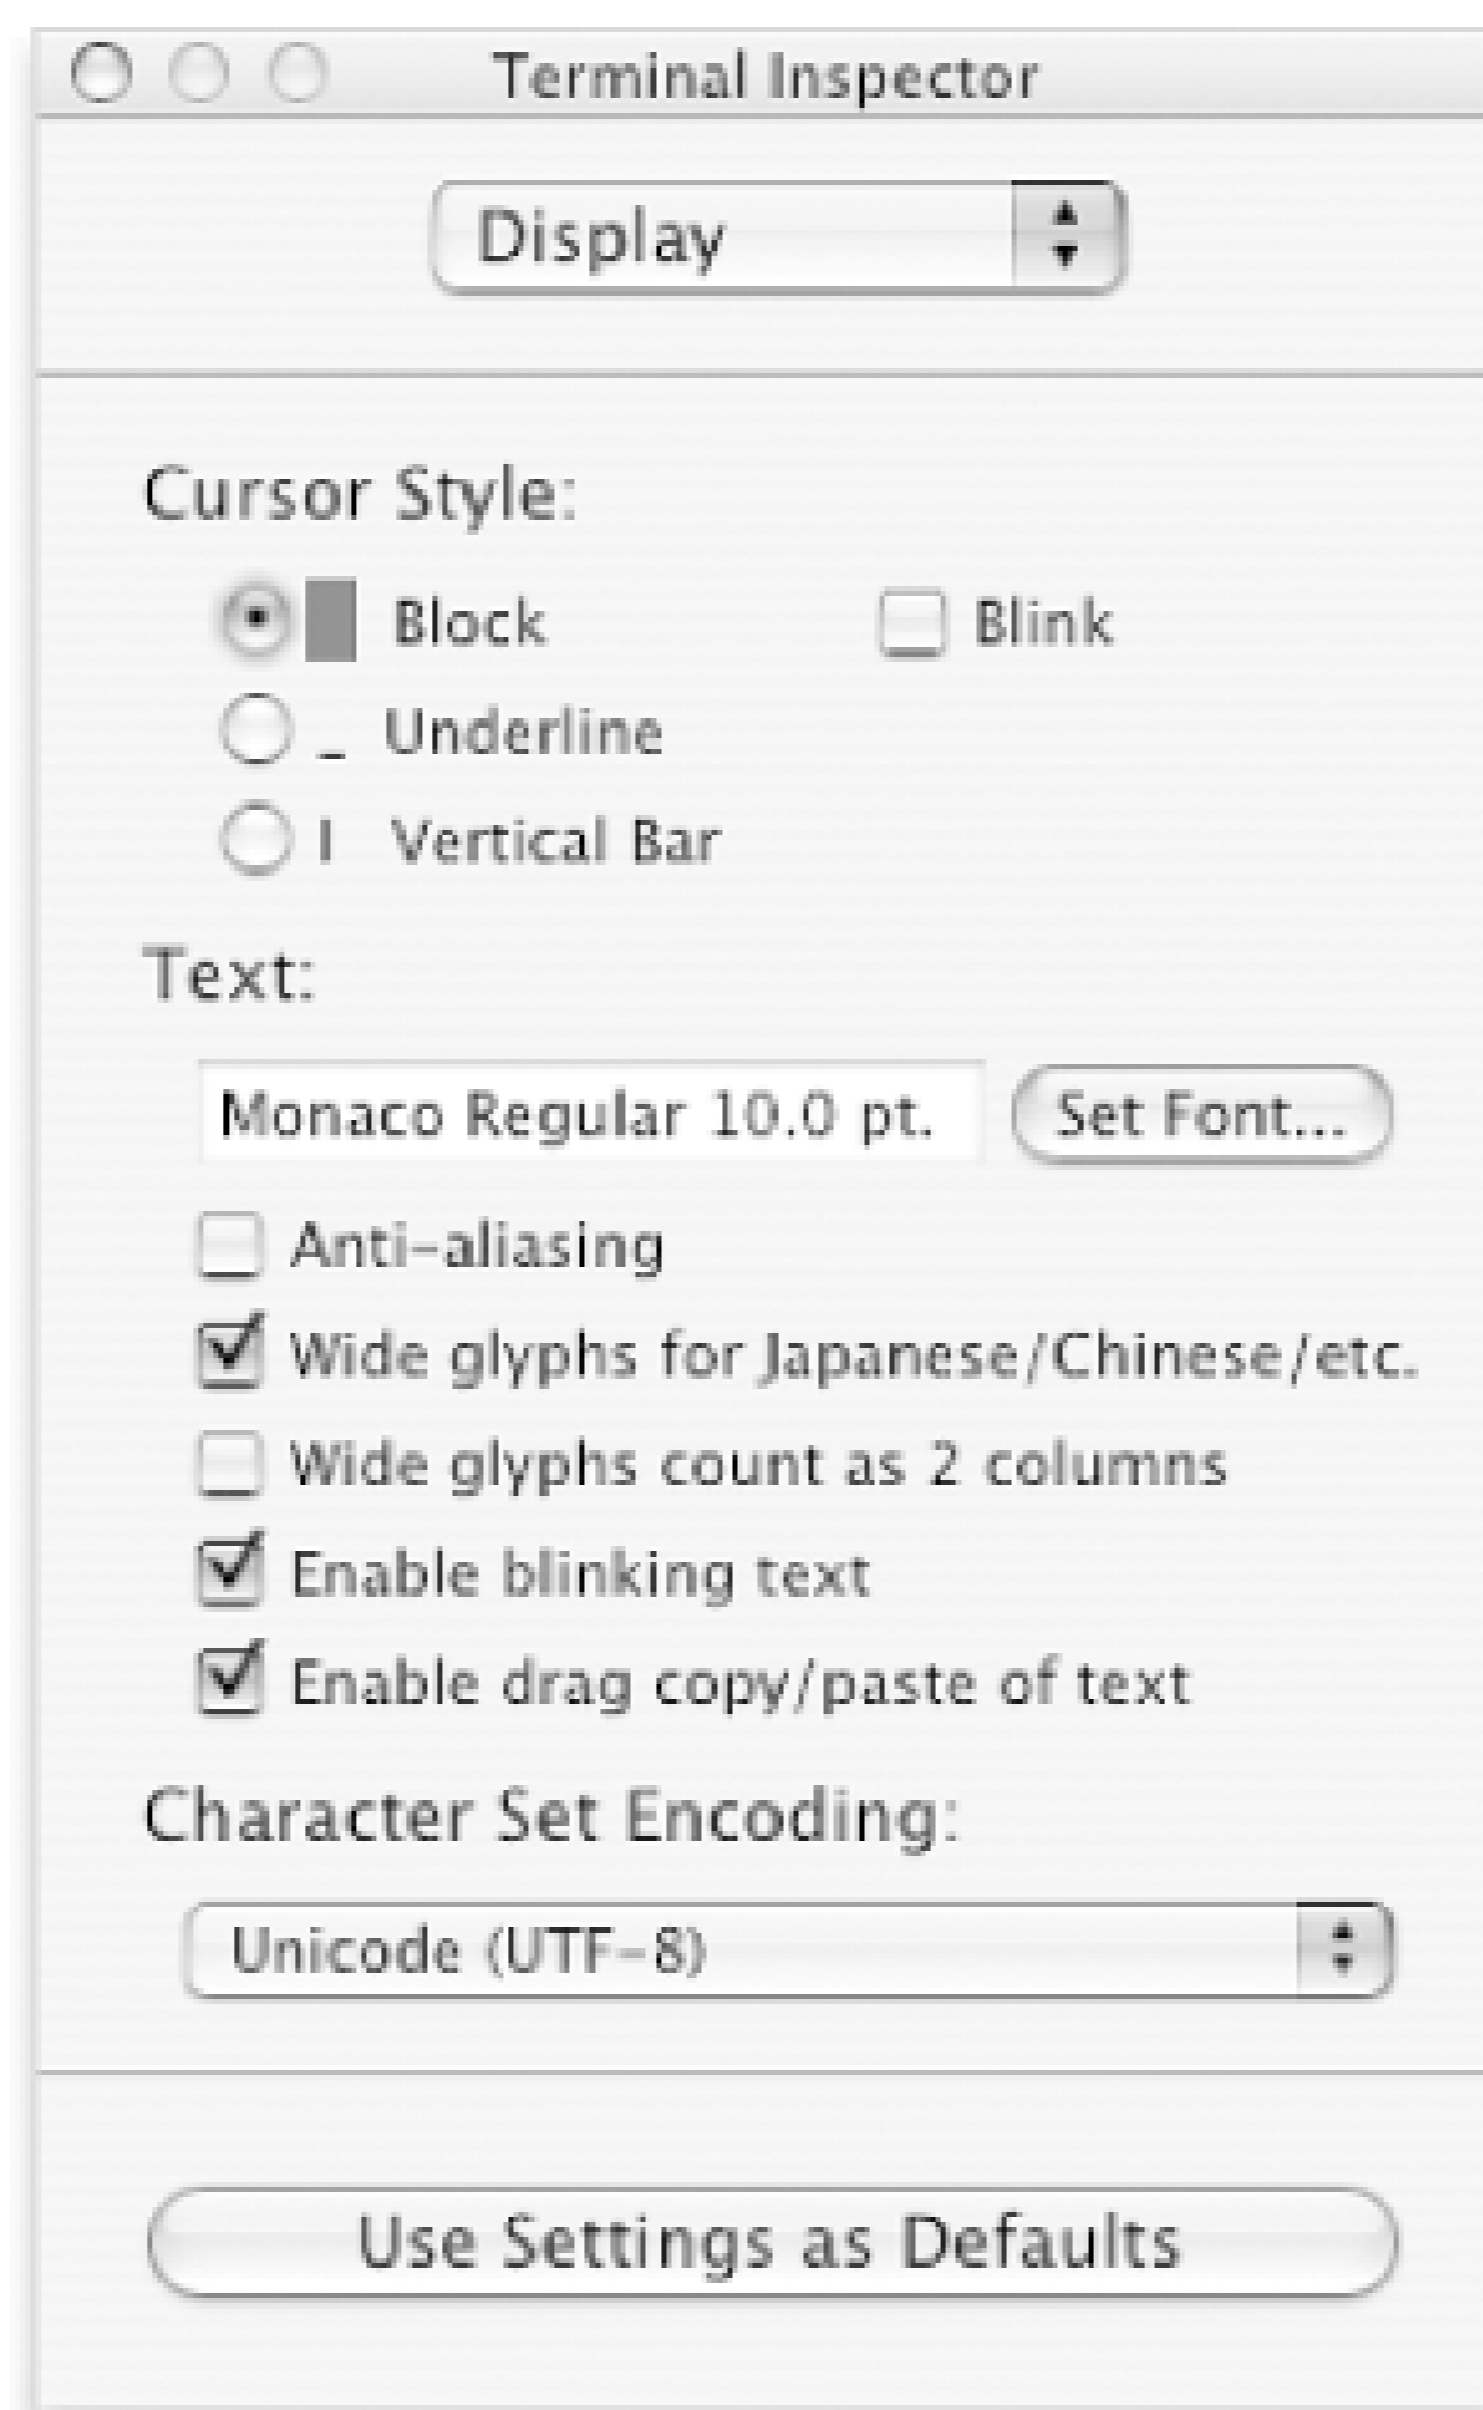 Terminal Inspector
Display
Cursor Style:
Block Blink
_ Underline
| Vertical Bar
Text:
Monaco Regular 10.0 pt. Set Font...
Anti-aliasing
Wide glyphs for Japanese/Chinese/etc.
Wide glyphs count as 2 columns
Enable blinking text
Enable drag copy/paste of text
Character Set Encoding:
Unicode (UTF-8)
Use Settings as Defaults